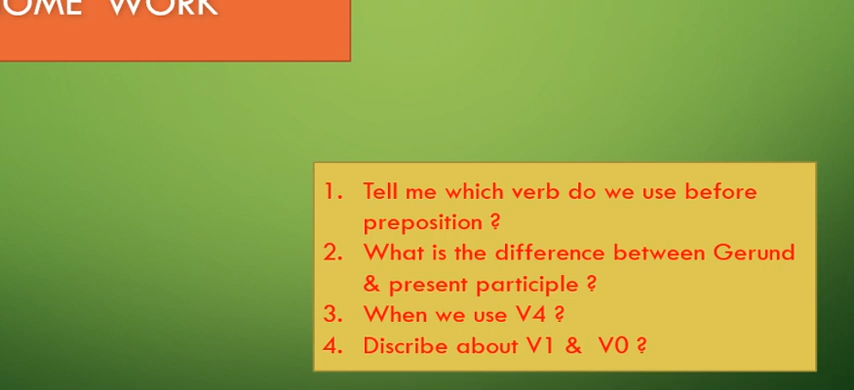 OME WORK
1. Tell me which verb do we use before
preposition ?
2. What is the difference between Gerund
& present participle ?
3. When we use V4 ?
4. Discribe about V1 & V0 ?